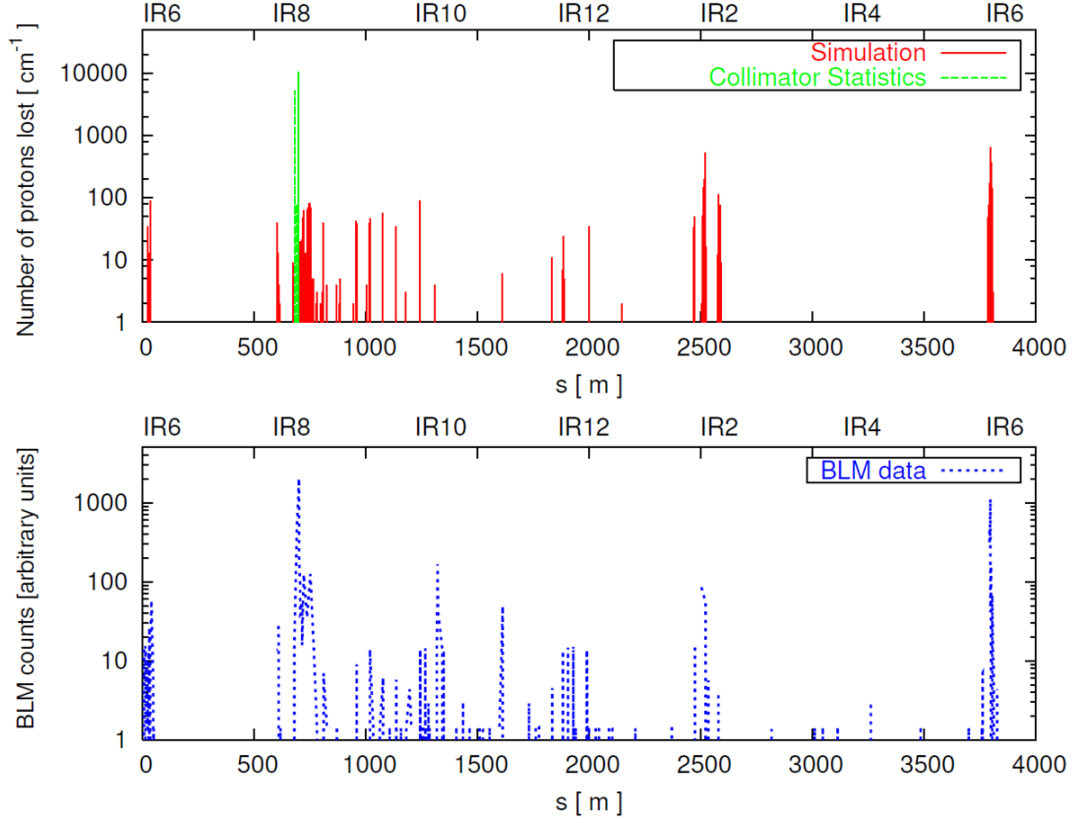 IR6 IR8 IR10 IR12 IR2 IR4 IR6
Number of protons lost [ cm⁻¹ ]
10000
1000
100
10
1
Simulation
Collimator Statistics
0 500 1000 1500 2000 2500 3000 3500 4000
s [ m ]
IR6 IR8 IR10 IR12 IR2 IR4 IR6
BLM counts [arbitrary units]
1000
100
10
1
BLM data
0 500 1000 1500 2000 2500 3000 3500 4000
s [ m ]